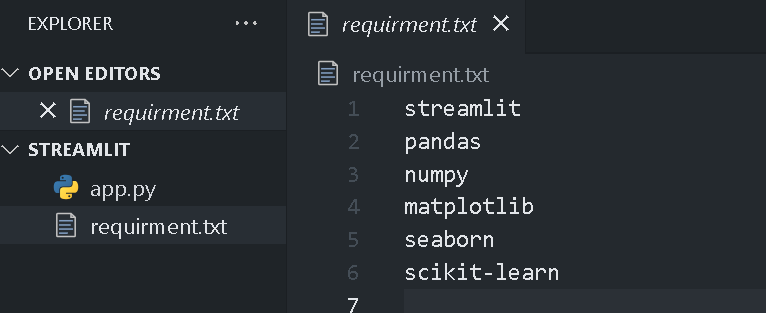 EXPLORER
...
OPEN EDITORS
requirment.txt
STREAMLIT
app.py
requirment.txt
requirment.txt
requirment.txt
1 streamlit
2 pandas
3 numpy
4 matplotlib
5 seaborn
6 scikit-learn
7